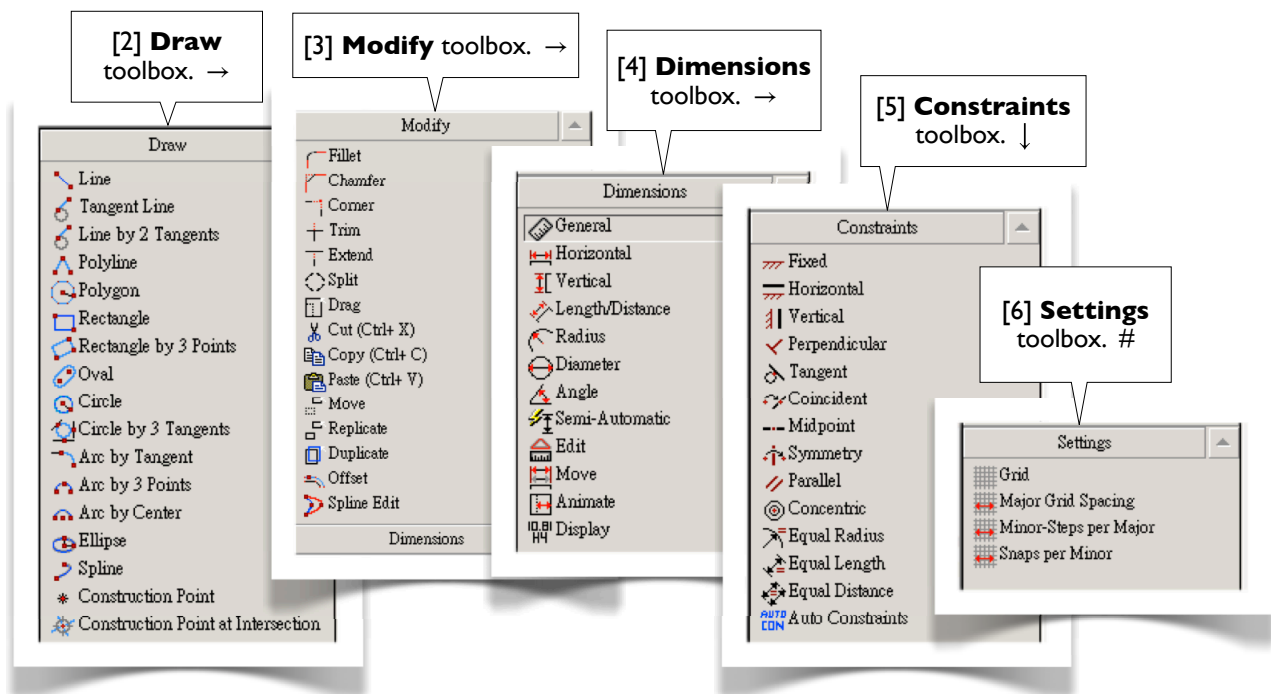 [2] Draw
toolbox. →
[3] Modify toolbox. →
[4] Dimensions
toolbox. →
[5] Constraints
toolbox. ↓
[6] Settings
toolbox. #
Draw
Line
Tangent Line
Line by 2 Tangents
Polyline
Polygon
Rectangle
Rectangle by 3 Points
Oval
Circle
Circle by 3 Tangents
Arc by Tangent
Arc by 3 Points
Arc by Center
Ellipse
Spline
Construction Point
Construction Point at Intersection
Modify
Fillet
Chamfer
Corner
Trim
Extend
Split
Drag
Cut (Ctrl+ X)
Copy (Ctrl+ C)
Paste (Ctrl+ V)
Move
Replicate
Duplicate
Offset
Spline Edit
Dimensions
Dimensions
General
Horizontal
Vertical
Length/Distance
Radius
Diameter
Angle
Semi-Automatic
Edit
Move
Animate
Display
Constraints
Fixed
Horizontal
Vertical
Perpendicular
Tangent
Coincident
Midpoint
Symmetry
Parallel
Concentric
Equal Radius
Equal Length
Equal Distance
AUTO CON Auto Constraints
Settings
Grid
Major Grid Spacing
Minor-Steps per Major
Snaps per Minor